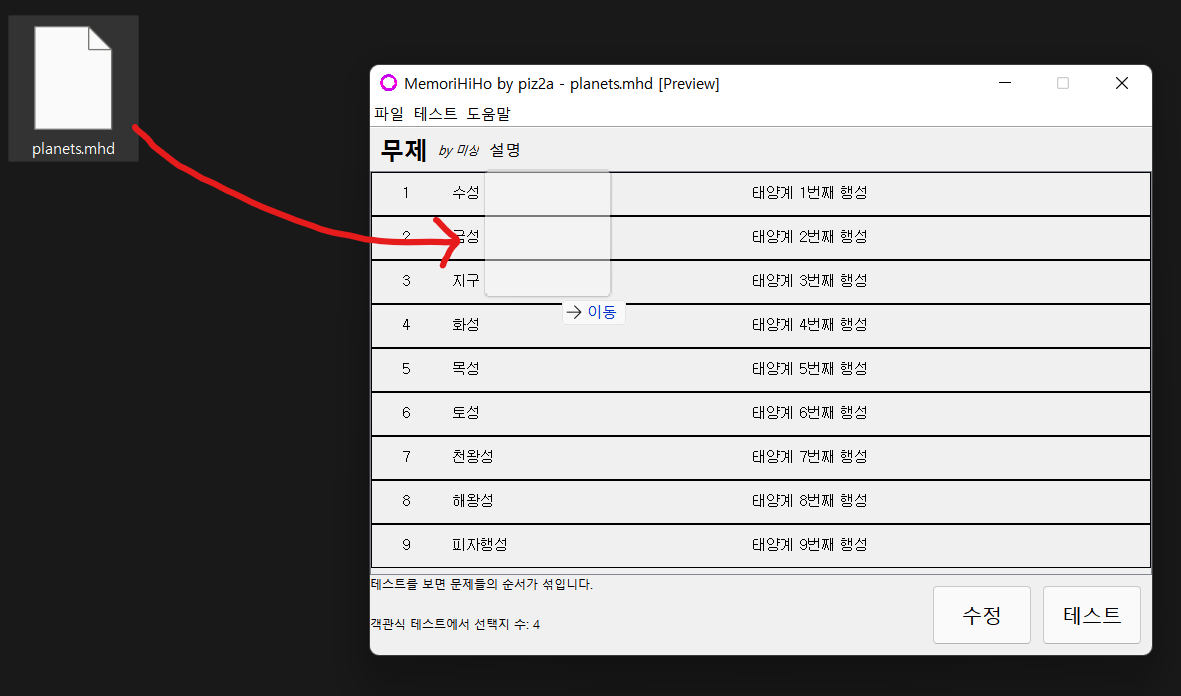 planets.mhd
MemoriHiHo by piz2a - planets.mhd [Preview]
파일 테스트 도움말
무제 by 미상 설명
1 수성 태양계 1번째 행성
2 금성 태양계 2번째 행성
3 지구 태양계 3번째 행성
→ 이동
4 화성 태양계 4번째 행성
5 목성 태양계 5번째 행성
6 토성 태양계 6번째 행성
7 천왕성 태양계 7번째 행성
8 해왕성 태양계 8번째 행성
9 피자행성 태양계 9번째 행성
테스트를 보면 문제들의 순서가 섞입니다.
객관식 테스트에서 선택지 수: 4
수정 테스트